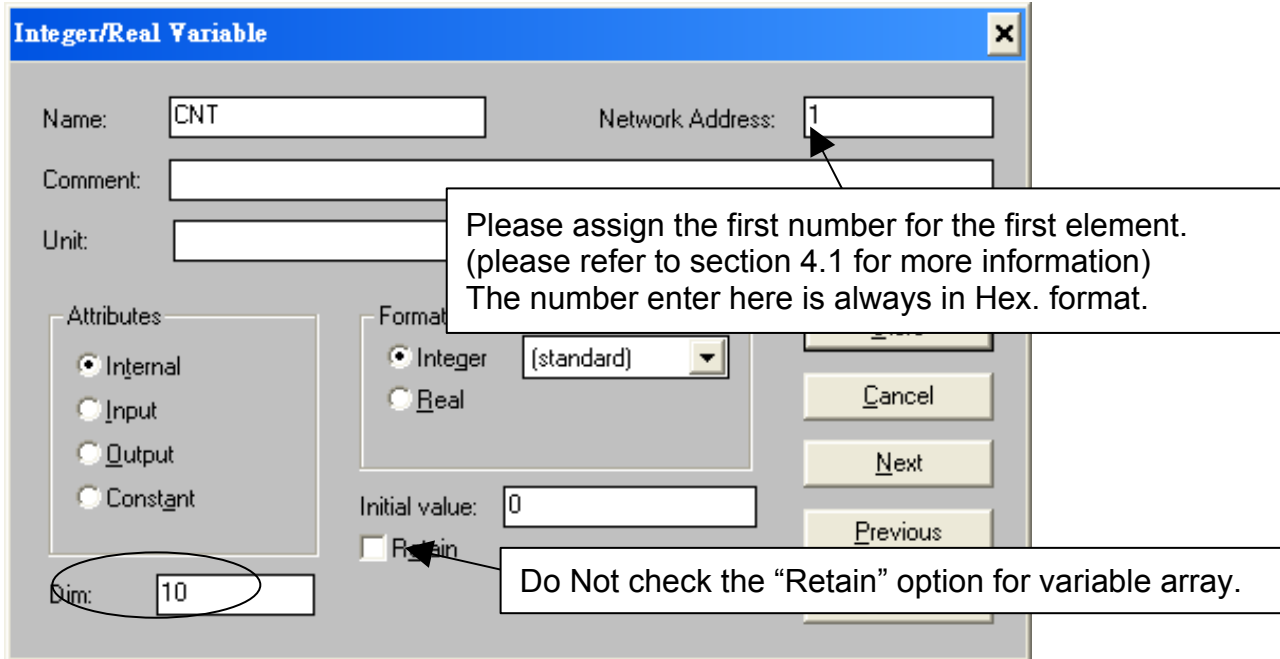 Integer/Real Variable
Name: CNT Network Address: 1
Comment:
Unit:
Please assign the first number for the first element.
(please refer to section 4.1 for more information)
The number enter here is always in Hex. format.
Attributes
Internal
Input
Output
Constant
Format
Integer (standard)
Real
Cancel
Next
Initial value: 0
Previous
Retain
Do Not check the “Retain” option for variable array.
Dim: 10